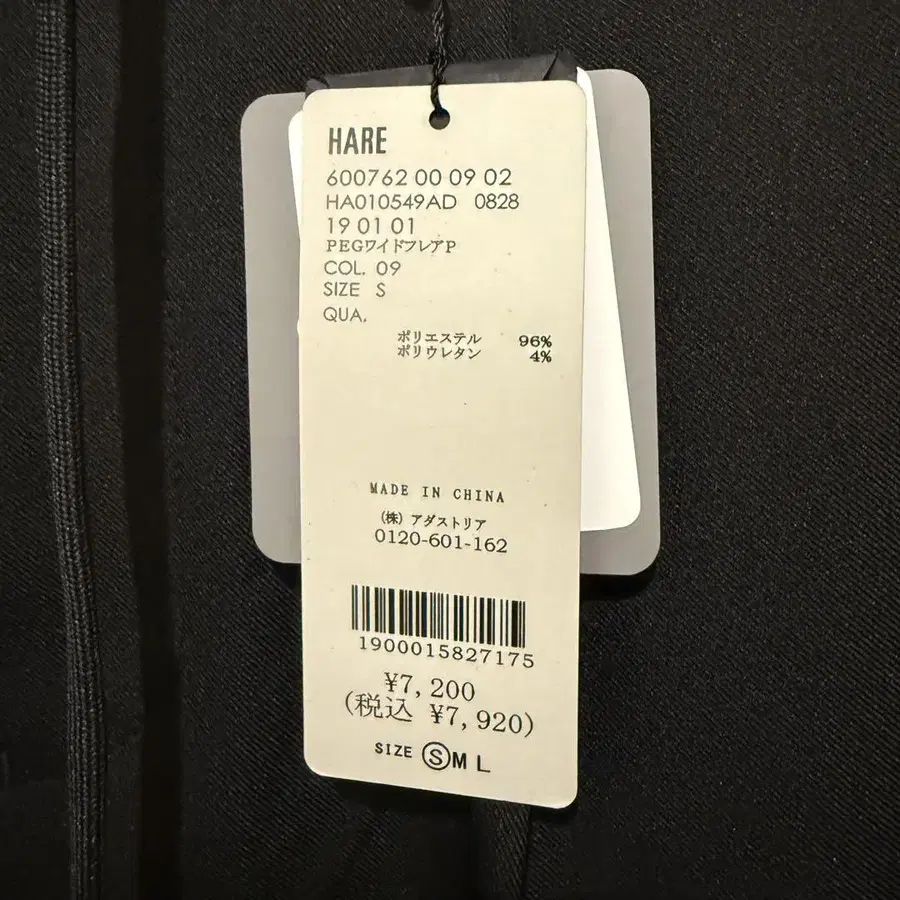 HARE
600762 00 09 02
HA010549AD 0828
19 01 01
PEGワイドフレアP
COL. 09
SIZE S
QUA.
ポリエステル 96%
ポリウレタン 4%
MADE IN CHINA
(株) アダストリア
0120-601-162
1900015827175
¥7,200
(税込 ¥7,920)
SIZE S M L